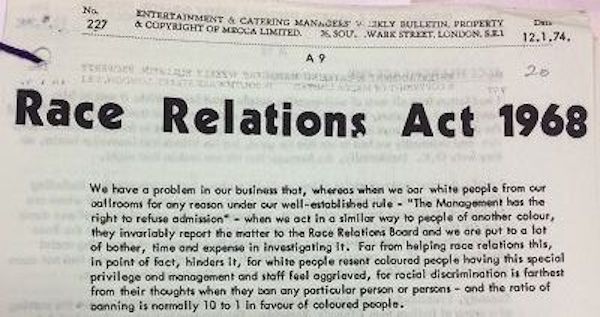 No. ENTERTAINMENT & CATERING MANAGERS' WEEKLY BULLETIN, PROPERTY Date
227 & COPYRIGHT OF MECCA LIMITED. 76, SOUTHWARK STREET, LONDON, S.E.1 12.1.74.
A 9
20
Race Relations Act 1968
We have a problem in our business that, whereas when we bar white people from our
ballrooms for any reason under our well-established rule - "The Management has the
right to refuse admission" - when we act in a similar way to people of another colour,
they invariably report the matter to the Race Relations Board and we are put to a lot
of bother, time and expense in investigating it. Far from helping race relations this,
in point of fact, hinders it, for white people resent coloured people having this special
privilege and management and staff feel aggrieved, for racial discrimination is farthest
from their thoughts when they ban any particular person or persons - and the ratio of
banning is normally 10 to 1 in favour of coloured people.